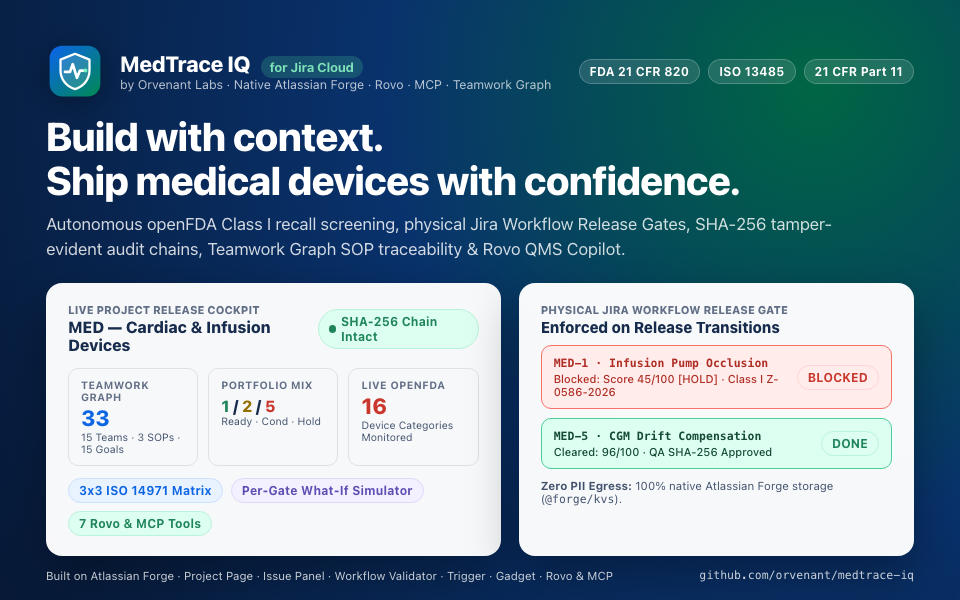 MedTrace IQ for Jira Cloud
by Orvenant Labs · Native Atlassian Forge · Rovo · MCP · Teamwork Graph
FDA 21 CFR 820
ISO 13485
21 CFR Part 11
Build with context.
Ship medical devices with confidence.
Autonomous openFDA Class I recall screening, physical Jira Workflow Release Gates, SHA-256 tamper-
evident audit chains, Teamwork Graph SOP traceability & Rovo QMS Copilot.
LIVE PROJECT RELEASE COCKPIT
MED — Cardiac & Infusion
Devices
SHA-256 Chain
Intact
TEAMWORK
GRAPH
33
15 Teams · 3 SOPs ·
15 Goals
PORTFOLIO MIX
1 / 2 / 5
Ready · Cond · Hold
LIVE OPENFDA
16
Device Categories
Monitored
3x3 ISO 14971 Matrix
Per-Gate What-If Simulator
7 Rovo & MCP Tools
PHYSICAL JIRA WORKFLOW RELEASE GATE
Enforced on Release Transitions
MED-1 · Infusion Pump Occlusion
Blocked: Score 45/100 [HOLD] · Class I Z-
0586-2026
BLOCKED
MED-5 · CGM Drift Compensation
Cleared: 96/100 · QA SHA-256 Approved
DONE
Zero PII Egress: 100% native Atlassian Forge storage
(@forge/kvs).
Built on Atlassian Forge · Project Page · Issue Panel · Workflow Validator · Trigger · Gadget · Rovo & MCP
github.com/orvenant/medtrace-iq